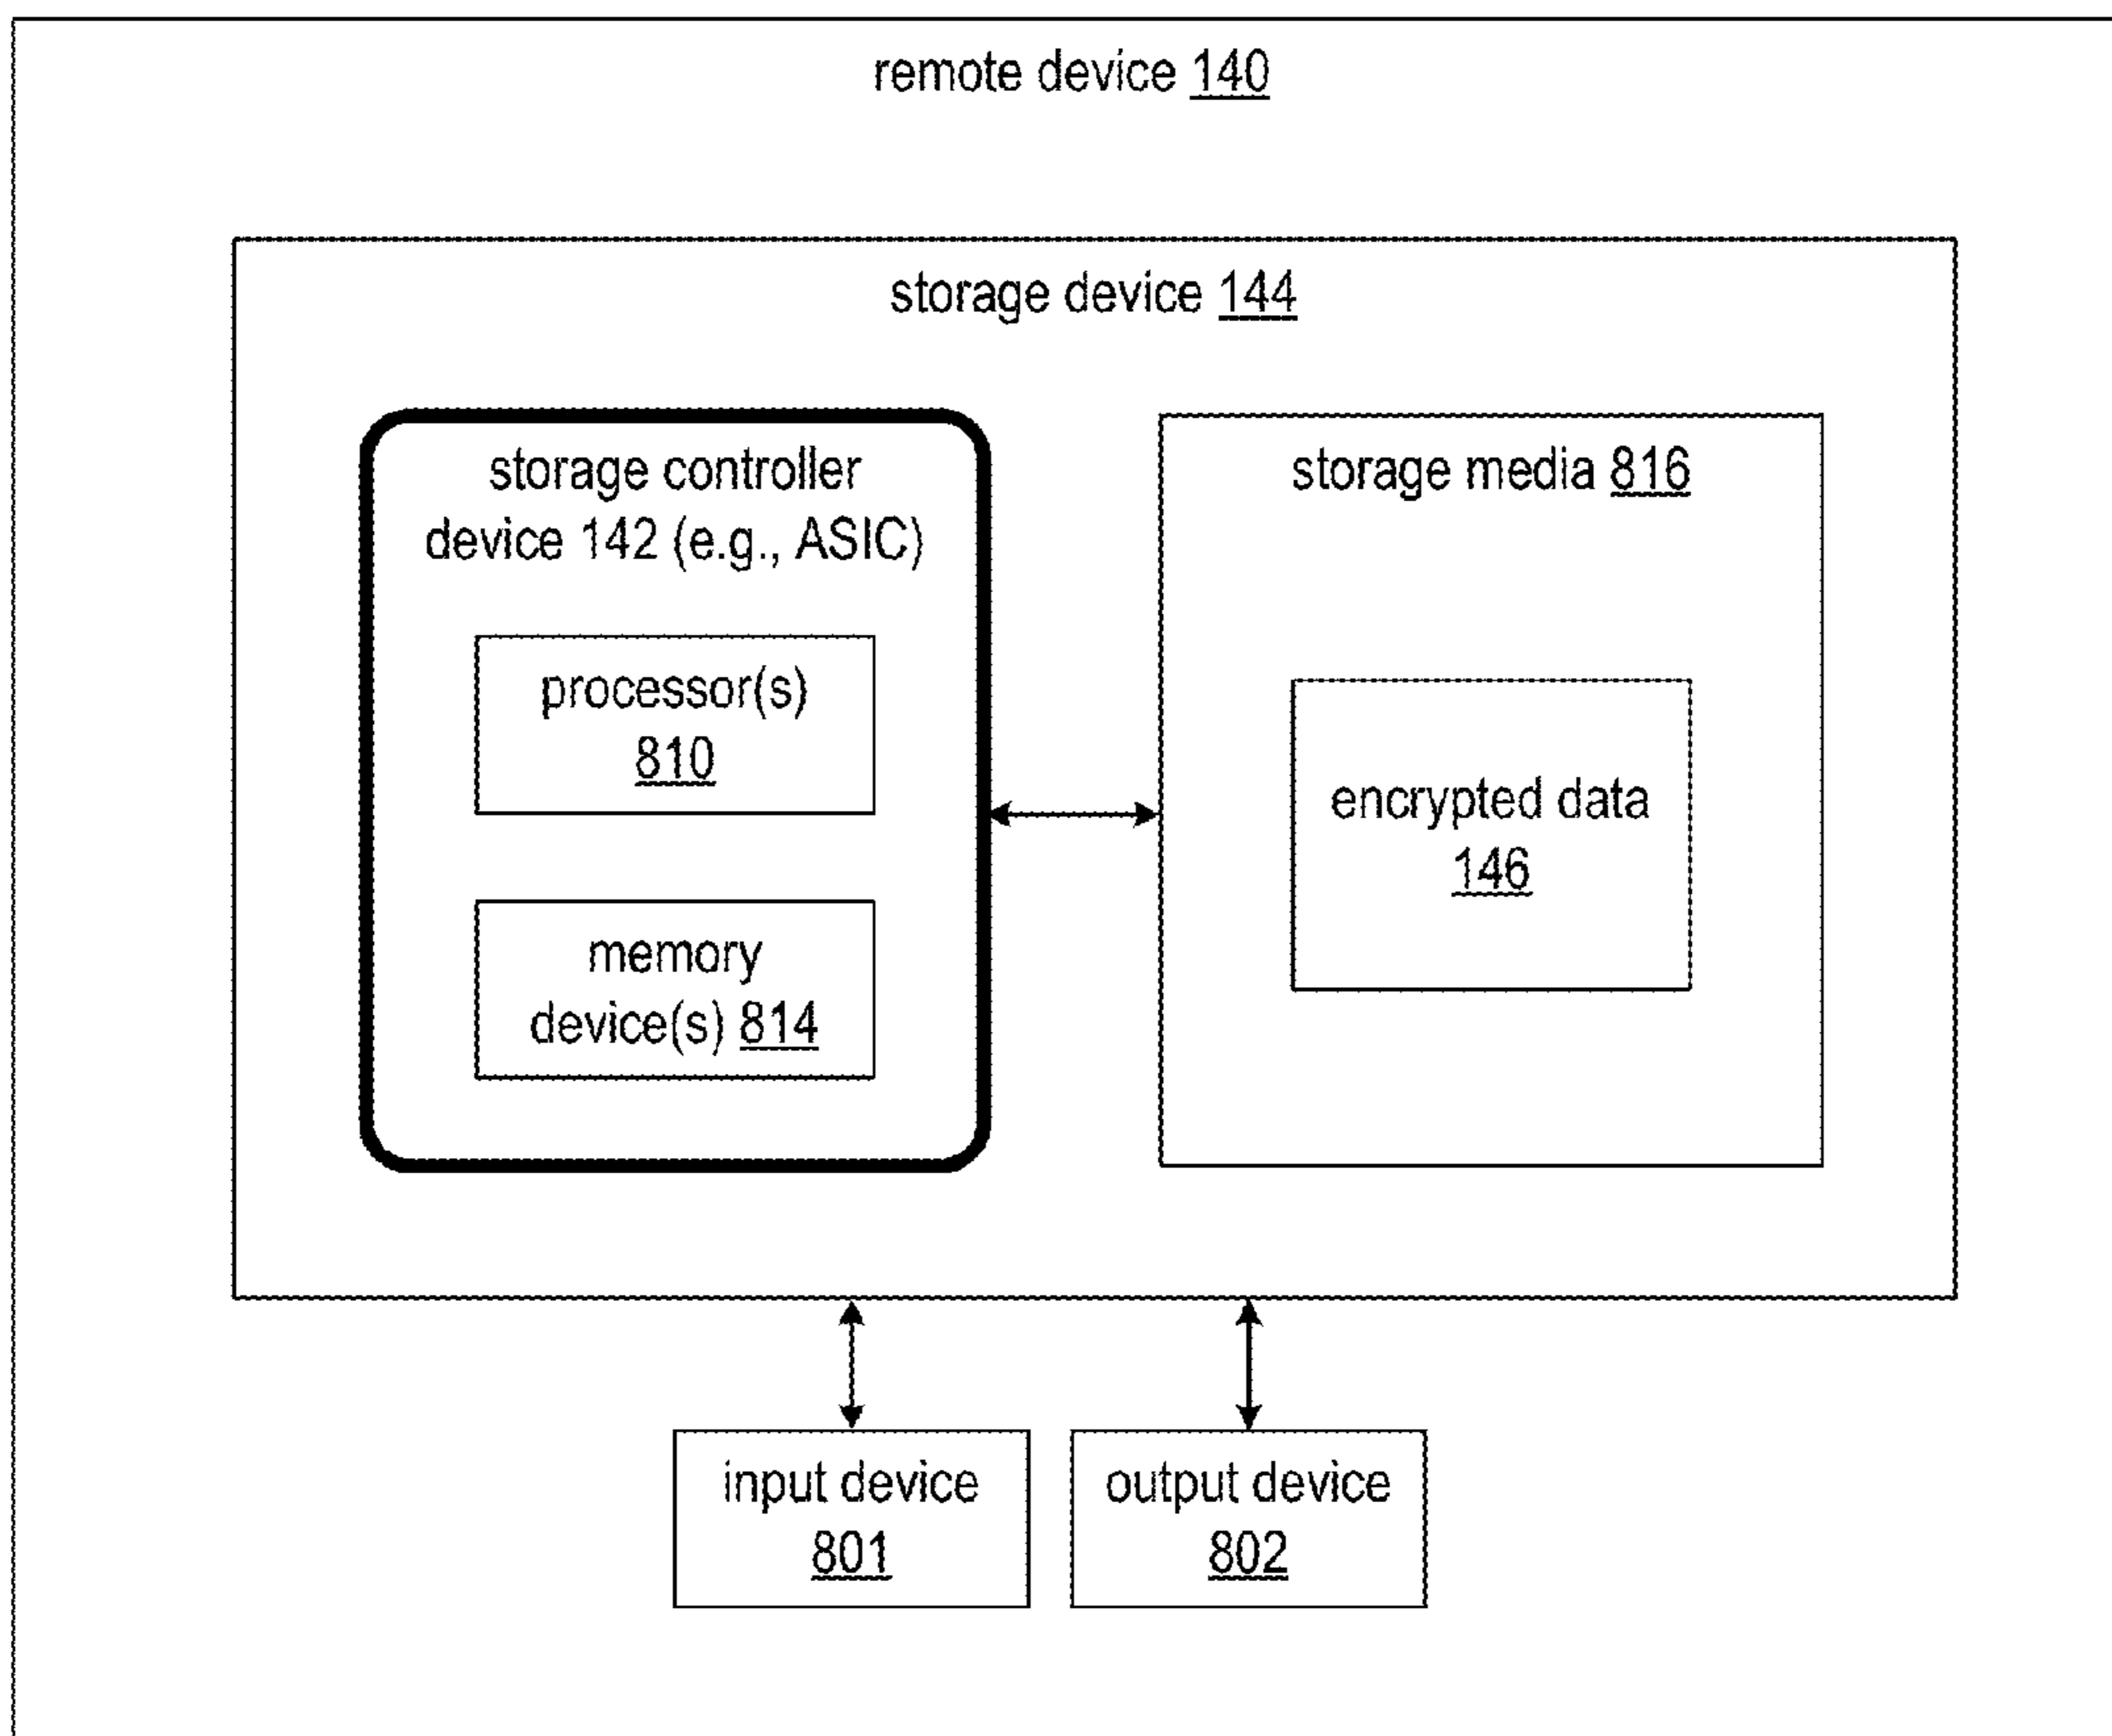 remote device 140
storage device 144
storage controller
device 142 (e.g., ASIC)
processor(s)
810
memory
device(s) 814
storage media 816
encrypted data
146
input device
801
output device
802